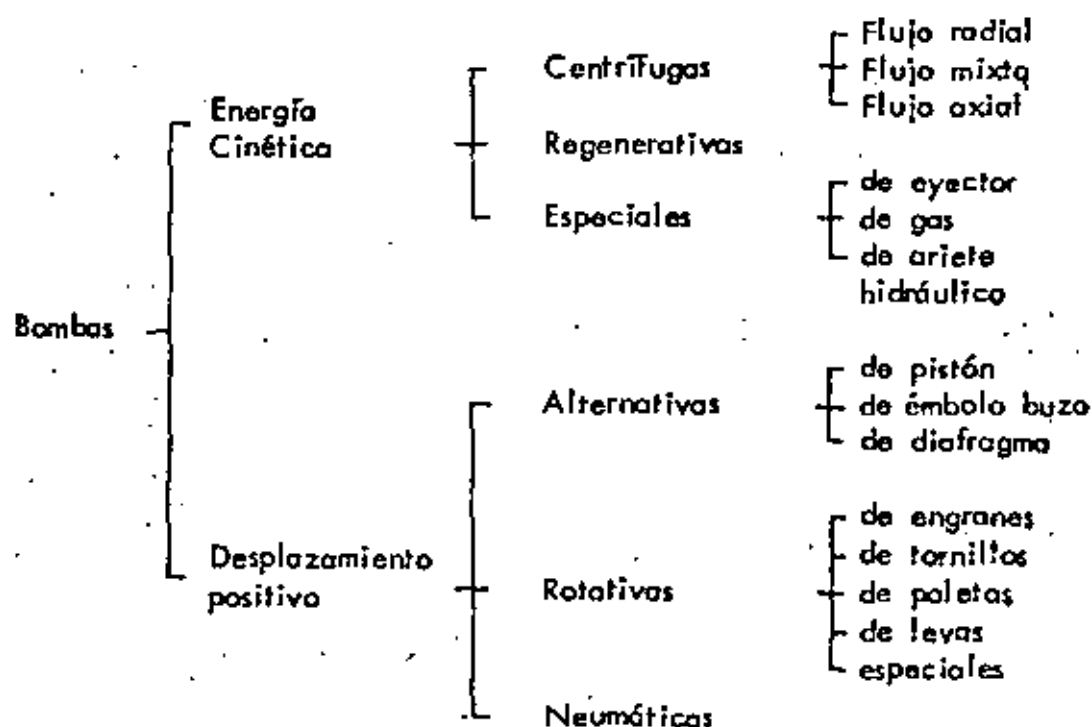 Bombas
Energía
Cinética
Centrífugas
Flujo radial
Flujo mixto
Flujo axial
Regenerativas
Especiales
de eyector
de gas
de ariete
hidráulico
Desplazamiento
positivo
Alternativas
de pistón
de émbolo buzo
de diafragma
Rotativas
de engranes
de tornillos
de paletas
de levas
especiales
Neumáticas